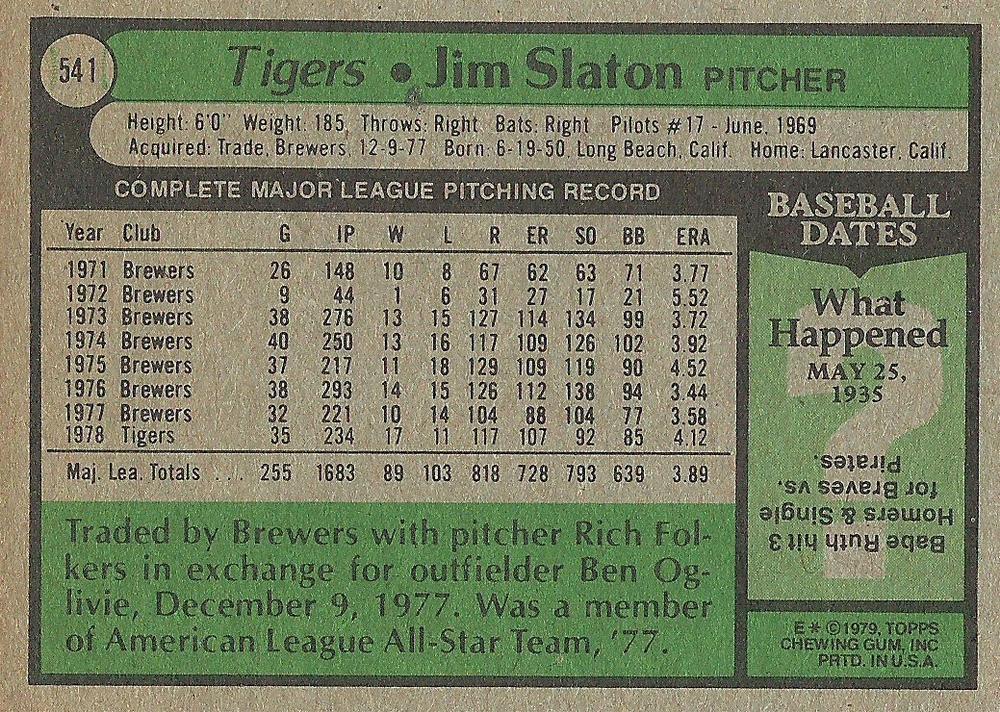 541
Tigers • Jim Slaton PITCHER
Height: 6'0" Weight: 185 Throws: Right Bats: Right Pilots #17 - June, 1969
Acquired: Trade, Brewers, 12-9-77 Born: 6-19-50, Long Beach, Calif. Home: Lancaster, Calif.
COMPLETE MAJOR LEAGUE PITCHING RECORD
Year Club G IP W L R ER SO BB ERA
1971 Brewers 26 148 10 8 67 62 63 71 3.77
1972 Brewers 9 44 1 6 31 27 17 21 5.52
1973 Brewers 38 276 13 15 127 114 134 99 3.72
1974 Brewers 40 250 13 16 117 109 126 102 3.92
1975 Brewers 37 217 11 18 129 109 119 90 4.52
1976 Brewers 38 293 14 15 126 112 138 94 3.44
1977 Brewers 32 221 10 14 104 88 104 77 3.58
1978 Tigers 35 234 17 11 117 107 92 85 4.12
Maj. Lea. Totals . . . 255 1683 89 103 818 728 793 639 3.89
Traded by Brewers with pitcher Rich Fol-
kers in exchange for outfielder Ben Og-
livie, December 9, 1977. Was a member
of American League All-Star Team, '77.
BASEBALL
DATES
What
Happened
MAY 25,
1935
Babe Ruth hit 3
Homers & Single
for Braves vs.
Pirates.
E * ©1979, TOPPS
CHEWING GUM, INC
PRTD. IN U.S.A.